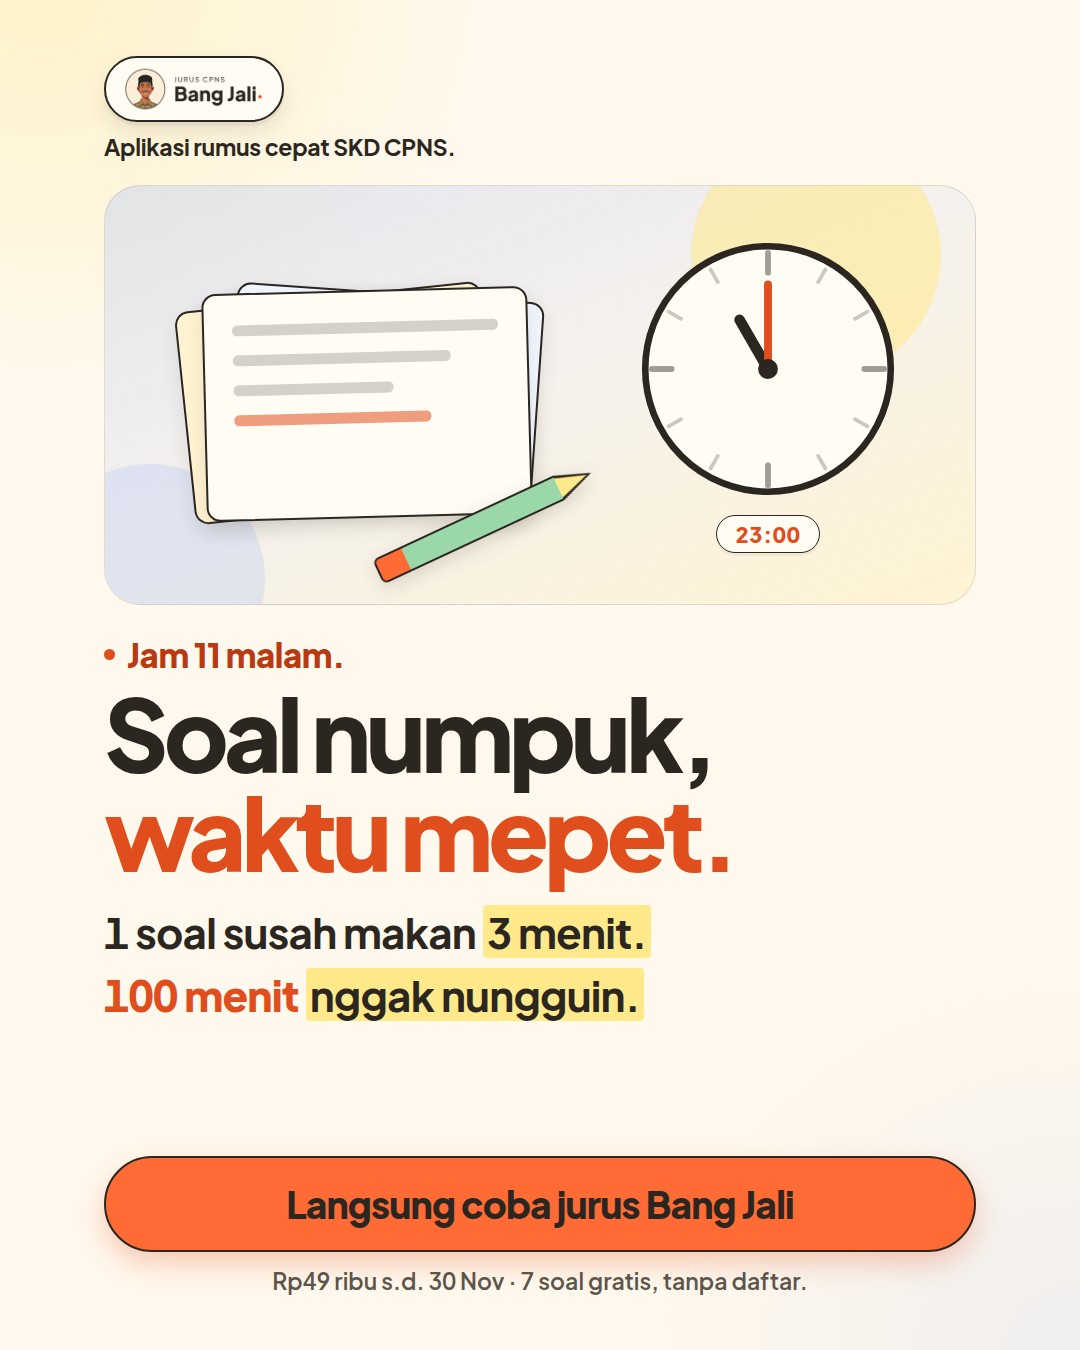 JURUS CPNS
Bang Jali.
Aplikasi rumus cepat SKD CPNS.
23:00
• Jam 11 malam.
Soal numpuk,
waktu mepet.
1 soal susah makan 3 menit.
100 menit nggak nungguin.
Langsung coba jurus Bang Jali
Rp49 ribu s.d. 30 Nov · 7 soal gratis, tanpa daftar.